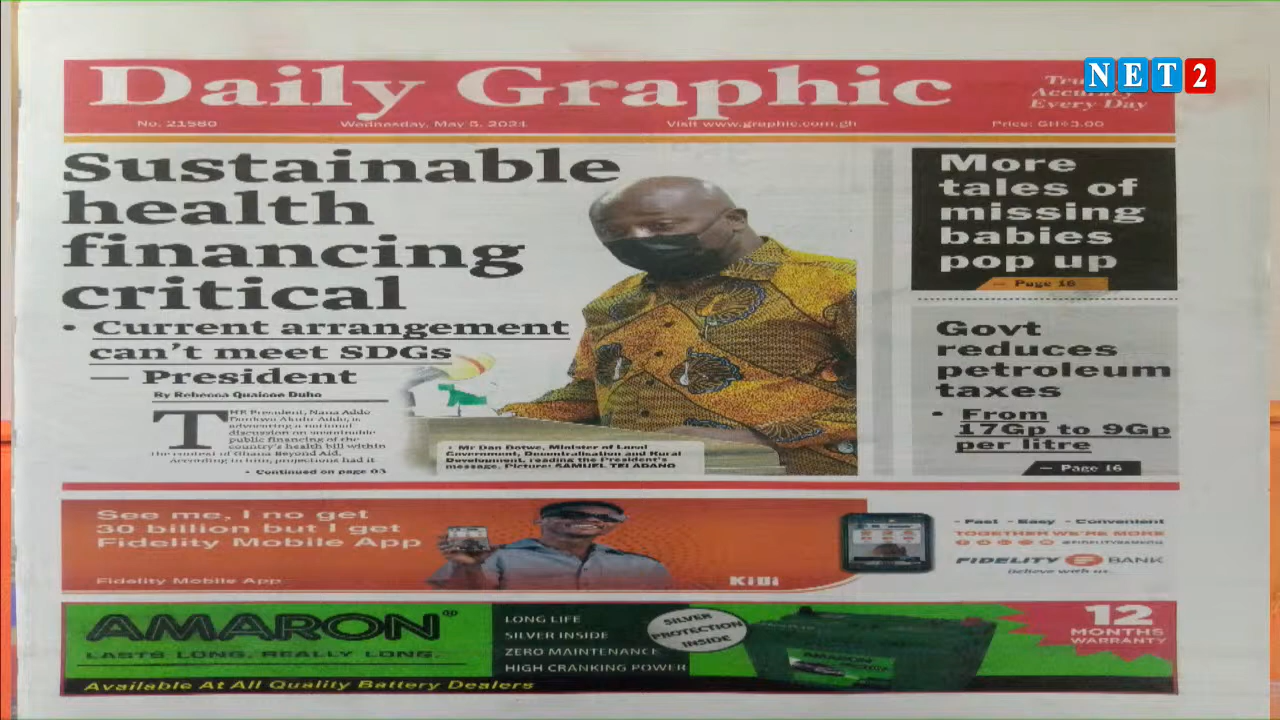 NET2
Daily Graphic
Every Day
No. 21580
Wednesday, May 5, 2021
Visit www.graphic.com.gh
Price: GH¢3.00
Sustainable
health
financing
critical
• Current arrangement
can't meet SDGs
— President
By Rebecca Quaicoe Duho
THE President, Nana Addo
Dankwa Akufo-Addo, is
advocating a national
discussion on sustainable
public financing of the
country's health bill within
the context of Ghana Beyond Aid.
According to him, projections had it
• Continued on page 03
• Mr Dan Botwe, Minister of Local
Government, Decentralisation and Rural
Development, reading the President's
message. Picture: SAMUEL TEI ADANO
More
tales of
missing
babies
pop up
— Page 16
Govt
reduces
petroleum
taxes
• From
17Gp to 9Gp
per litre
— Page 16
See me, I no get
30 billion but I get
Fidelity Mobile App
Fidelity Mobile App
KiDi
- Fast - Easy - Convenient
TOGETHER WE'RE MORE
FIDELITY BANK
Believe with us.
AMARON®
LASTS LONG. REALLY LONG.
LONG LIFE
SILVER INSIDE
ZERO MAINTENANCE
HIGH CRANKING POWER
SILVER
PROTECTION
INSIDE
AMARON
12
MONTHS
WARRANTY
Available At All Quality Battery Dealers